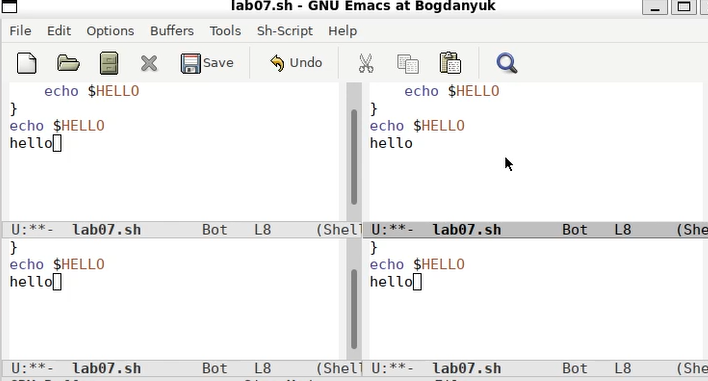 lab07.sh - GNU Emacs at Bogdanyuk
File Edit Options Buffers Tools Sh-Script Help
Save Undo
echo $HELLO
}
echo $HELLO
hello
U:**- lab07.sh Bot L8 (Shell
echo $HELLO
}
echo $HELLO
hello
U:**- lab07.sh Bot L8 (She
}
echo $HELLO
hello
U:**- lab07.sh Bot L8 (Shell
}
echo $HELLO
hello
U:**- lab07.sh Bot L8 (She